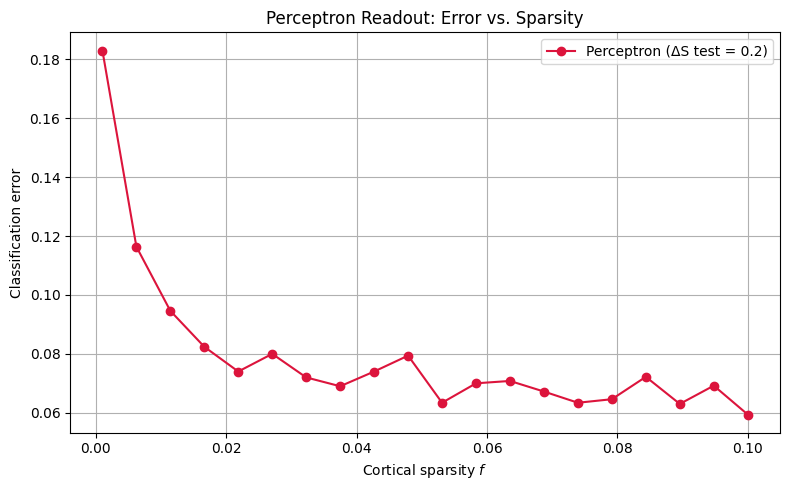 Perceptron Readout: Error vs. Sparsity
Perceptron (ΔS test = 0.2)
Classification error
0.18
0.16
0.14
0.12
0.10
0.08
0.06
0.00 0.02 0.04 0.06 0.08 0.10
Cortical sparsity f